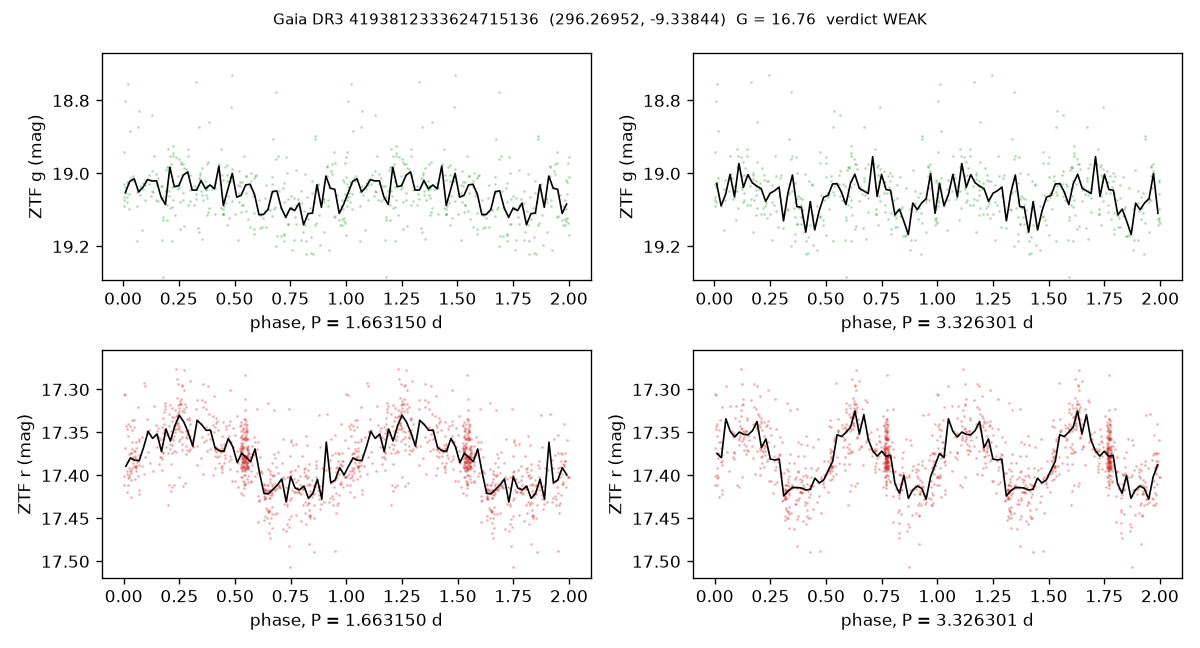 Gaia DR3 4193812333624715136  (296.26952, -9.33844)  G = 16.76  verdict WEAK
ZTF g (mag)
18.8
19.0
19.2
0.00 0.25 0.50 0.75 1.00 1.25 1.50 1.75 2.00
phase, P = 1.663150 d
ZTF g (mag)
18.8
19.0
19.2
0.00 0.25 0.50 0.75 1.00 1.25 1.50 1.75 2.00
phase, P = 3.326301 d
ZTF r (mag)
17.30
17.35
17.40
17.45
17.50
0.00 0.25 0.50 0.75 1.00 1.25 1.50 1.75 2.00
phase, P = 1.663150 d
ZTF r (mag)
17.30
17.35
17.40
17.45
17.50
0.00 0.25 0.50 0.75 1.00 1.25 1.50 1.75 2.00
phase, P = 3.326301 d